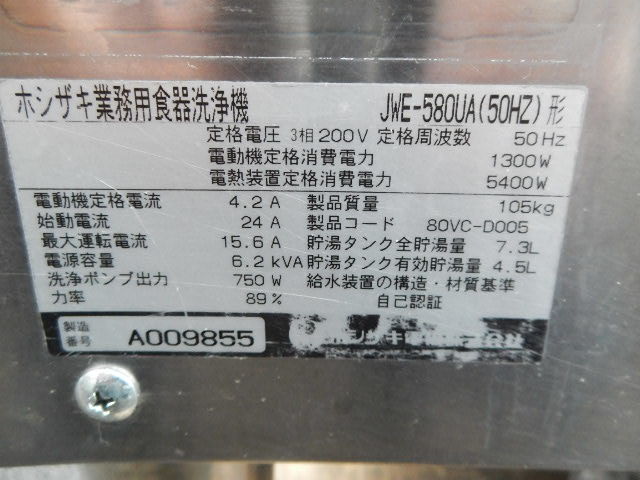 ホシザキ業務用食器洗浄機 JWE-580UA(50HZ)形
定格電圧 3相200V 定格周波数 50Hz
電動機定格消費電力 1300W
電熱装置定格消費電力 5400W
電動機定格電流 4.2A 製品質量 105kg
始動電流 24A 製品コード 80VC-D005
最大運転電流 15.6A 貯湯タンク全貯湯量 7.3L
電源容量 6.2kVA 貯湯タンク有効貯湯量 4.5L
洗浄ポンプ出力 750W 給水装置の構造・材質基準
力率 89% 自己認証
製造番号 A009855